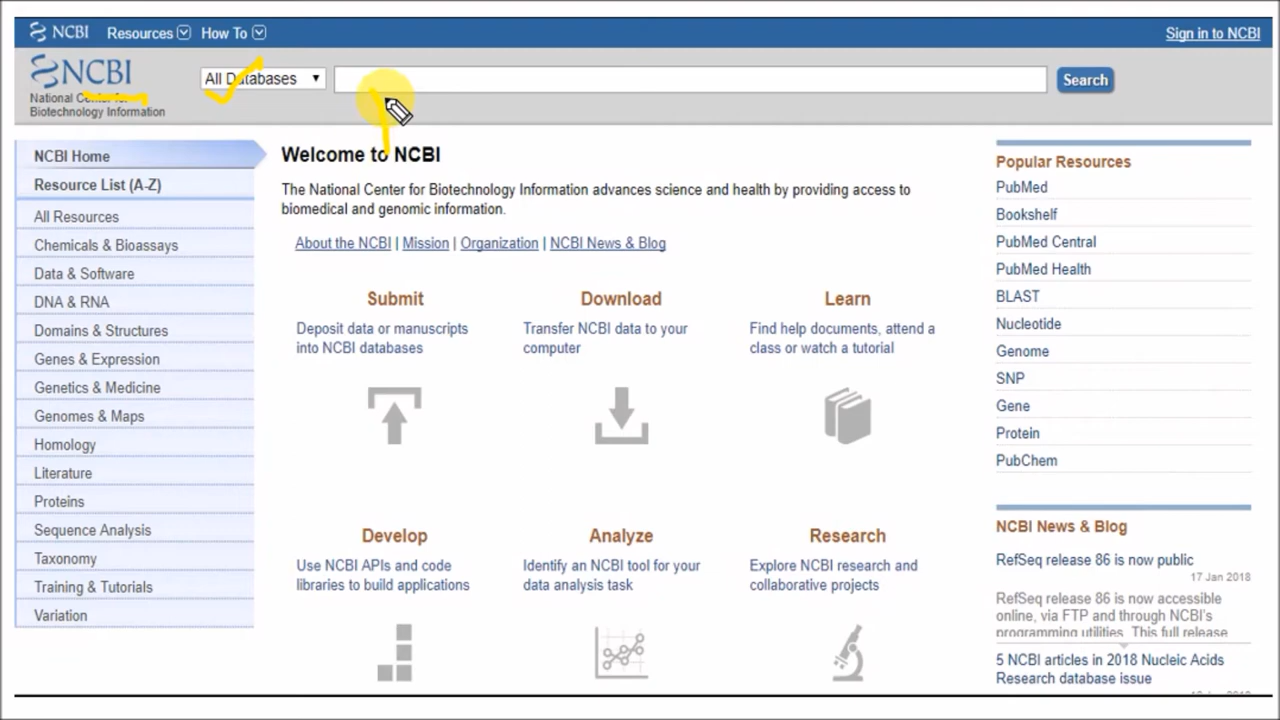 NCBI Resources How To Sign in to NCBI
NCBI
National Center for
Biotechnology Information
All Databases
Search
NCBI Home
Resource List (A-Z)
All Resources
Chemicals & Bioassays
Data & Software
DNA & RNA
Domains & Structures
Genes & Expression
Genetics & Medicine
Genomes & Maps
Homology
Literature
Proteins
Sequence Analysis
Taxonomy
Training & Tutorials
Variation
Welcome to NCBI
The National Center for Biotechnology Information advances science and health by providing access to
biomedical and genomic information.
About the NCBI | Mission | Organization | NCBI News & Blog
Submit
Deposit data or manuscripts
into NCBI databases
Download
Transfer NCBI data to your
computer
Learn
Find help documents, attend a
class or watch a tutorial
Develop
Use NCBI APIs and code
libraries to build applications
Analyze
Identify an NCBI tool for your
data analysis task
Research
Explore NCBI research and
collaborative projects
Popular Resources
PubMed
Bookshelf
PubMed Central
PubMed Health
BLAST
Nucleotide
Genome
SNP
Gene
Protein
PubChem
NCBI News & Blog
RefSeq release 86 is now public
17 Jan 2018
RefSeq release 86 is now accessible
online, via FTP and through NCBI's
programming utilities. This full release
5 NCBI articles in 2018 Nucleic Acids
Research database issue